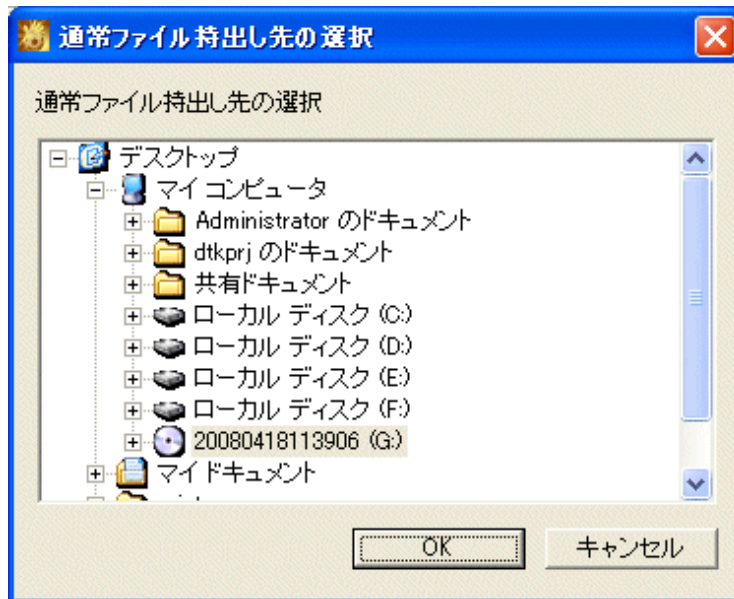 通常ファイル持出し先の選択
通常ファイル持出し先の選択
デスクトップ
マイ コンピュータ
Administrator のドキュメント
dtkprj のドキュメント
共有ドキュメント
ローカル ディスク (C:)
ローカル ディスク (D:)
ローカル ディスク (E:)
ローカル ディスク (F:)
20080418113906 (G:)
マイ ドキュメント
OK キャンセル